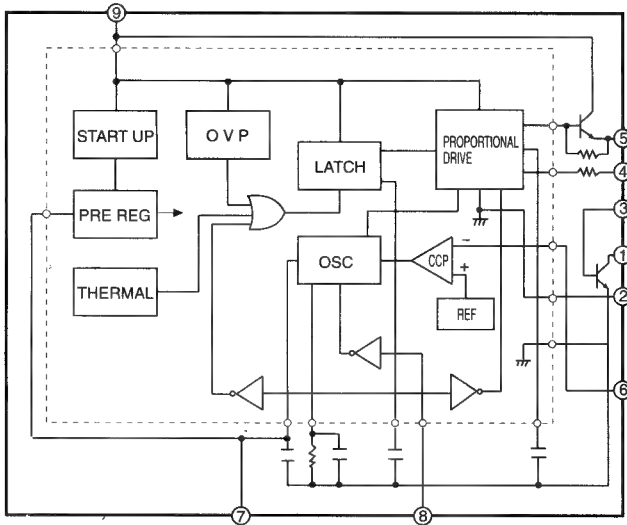 9
START UP
O V P
LATCH
PROPORTIONAL
DRIVE
5
4
PRE REG
3
THERMAL
OSC
CCP
−
+
REF
1
2
6
7
8